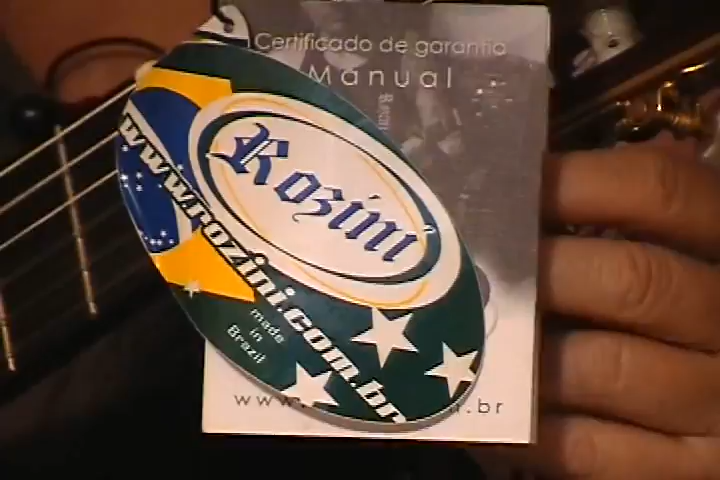 Certificado de garantia
Manual
Rozini
www.rozini.com.br
made
in
Brazil
www. .br